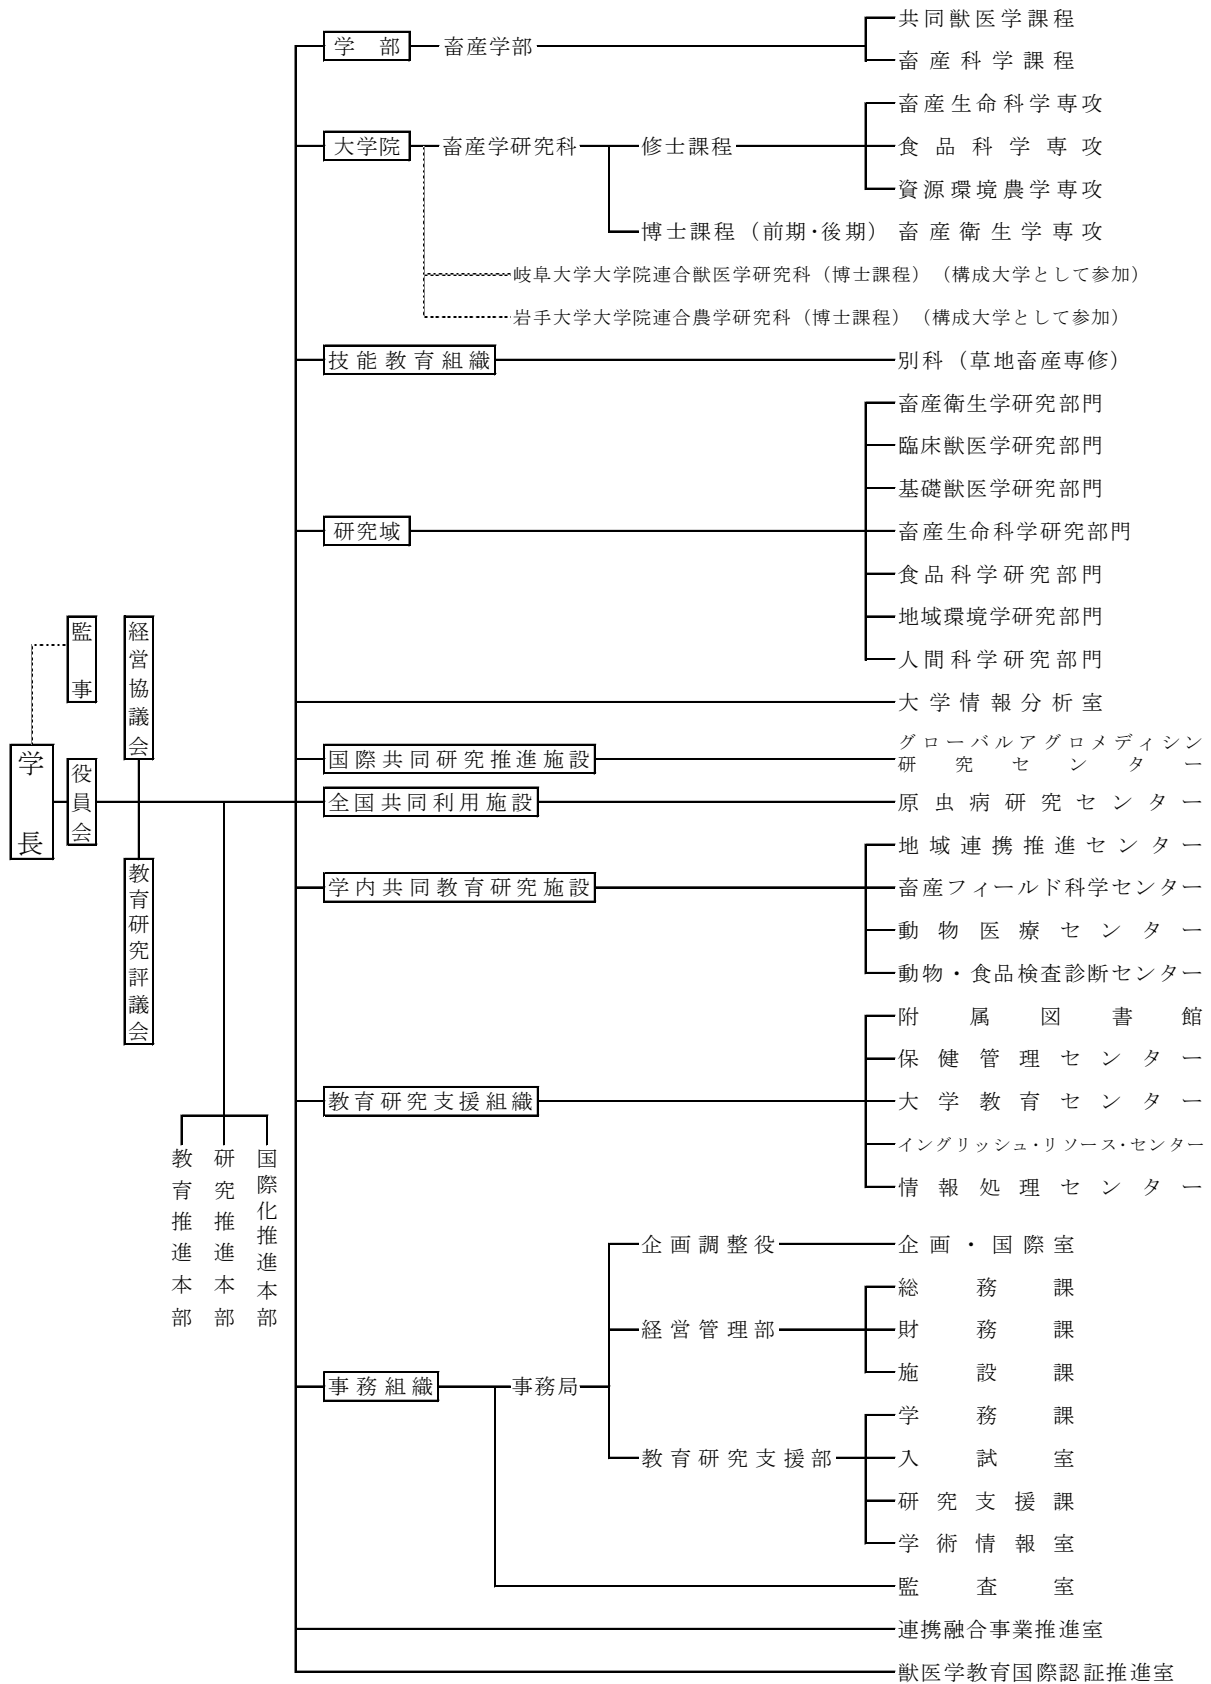 共同獣医学課程
学部
畜産学部
畜産科学課程
畜産生命科学専攻
大学院
畜産学研究科
修士課程
食品科学専攻
資源環境農学専攻
博士課程（前期・後期）
畜産衛生学専攻
岐阜大学大学院連合獣医学研究科（博士課程）（構成大学として参加）
岩手大学大学院連合農学研究科（博士課程）（構成大学として参加）
技能教育組織
別科（草地畜産専修）
畜産衛生学研究部門
臨床獣医学研究部門
基礎獣医学研究部門
研究域
畜産生命科学研究部門
食品科学研究部門
地域環境学研究部門
人間科学研究部門
監事
経営協議会
大学情報分析室
学長
役員会
国際共同研究推進施設
グローバルアグロメディシン
研究センター
全国共同利用施設
原虫病研究センター
教育研究評議会
地域連携推進センター
学内共同教育研究施設
畜産フィールド科学センター
動物医療センター
動物・食品検査診断センター
附属図書館
保健管理センター
教育研究支援組織
大学教育センター
イングリッシュ・リソース・センター
情報処理センター
教育推進本部
研究推進本部
国際化推進本部
企画調整役
企画・国際室
総務課
経営管理部
財務課
施設課
事務組織
事務局
学務課
教育研究支援部
入試室
研究支援課
学術情報室
監査室
連携融合事業推進室
獣医学教育国際認証推進室